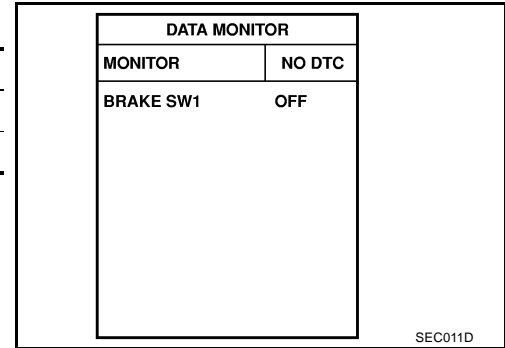 DATA MONITOR
MONITOR NO DTC
BRAKE SW1 OFF
SEC011D